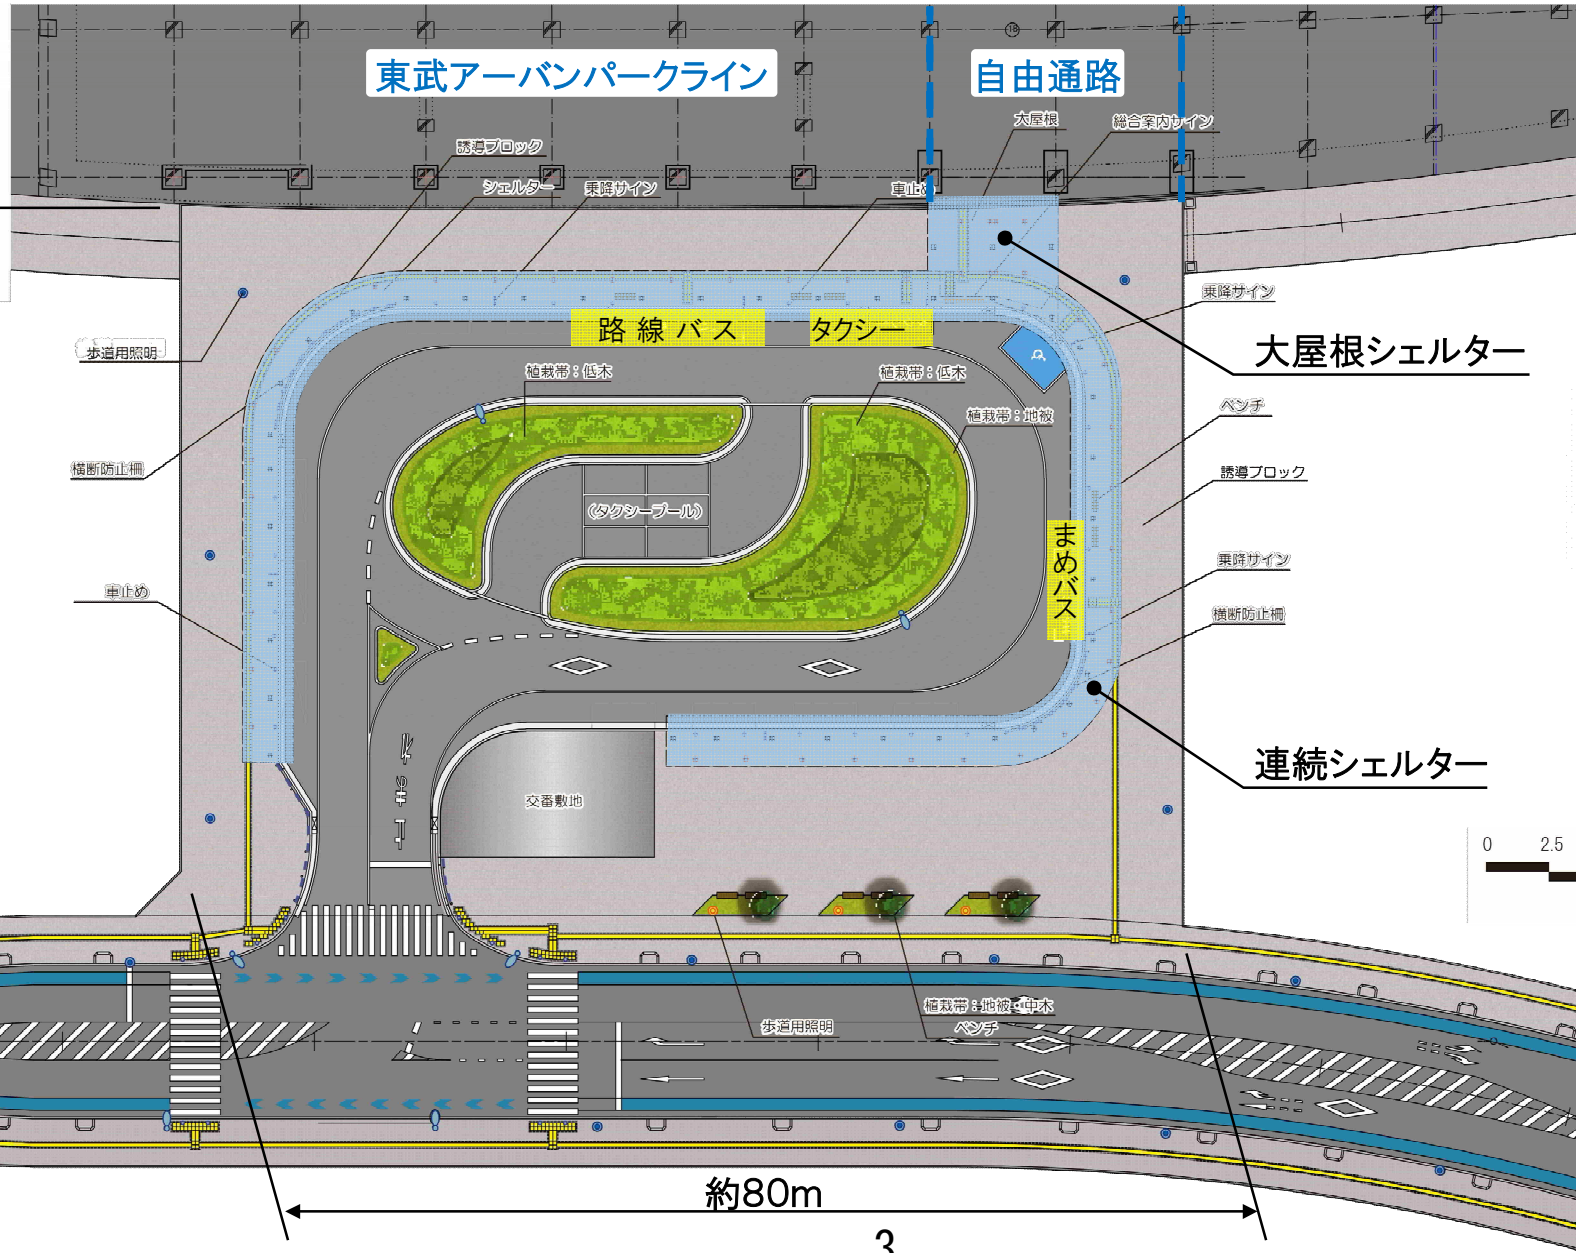 東武アーバンパークライン
自由通路
大屋根
総合案内サイン
誘導ブロック
シェルター
乗降サイン
車止め
乗降サイン
歩道用照明
路線バス
タクシー
大屋根シェルター
植栽帯：低木
植栽帯：低木
植栽帯：地被
ベンチ
横断防止柵
誘導ブロック
(タクシープール)
まめバス
乗降サイン
車止め
横断防止柵
連続シェルター
交番敷地
0 2.5
植栽帯：地被・中木
歩道用照明
ベンチ
約80m
3